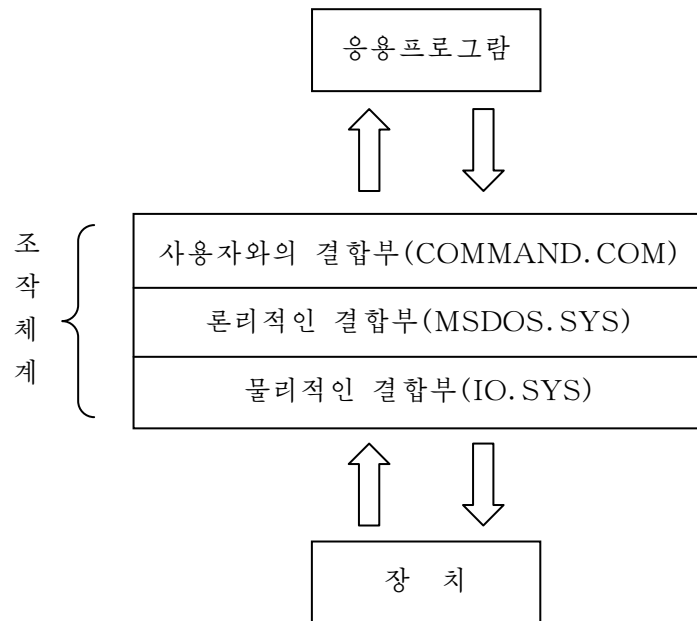 응용프로그람
조작체계
사용자와의 결합부(COMMAND.COM)
론리적인 결합부(MSDOS.SYS)
물리적인 결합부(IO.SYS)
장 치